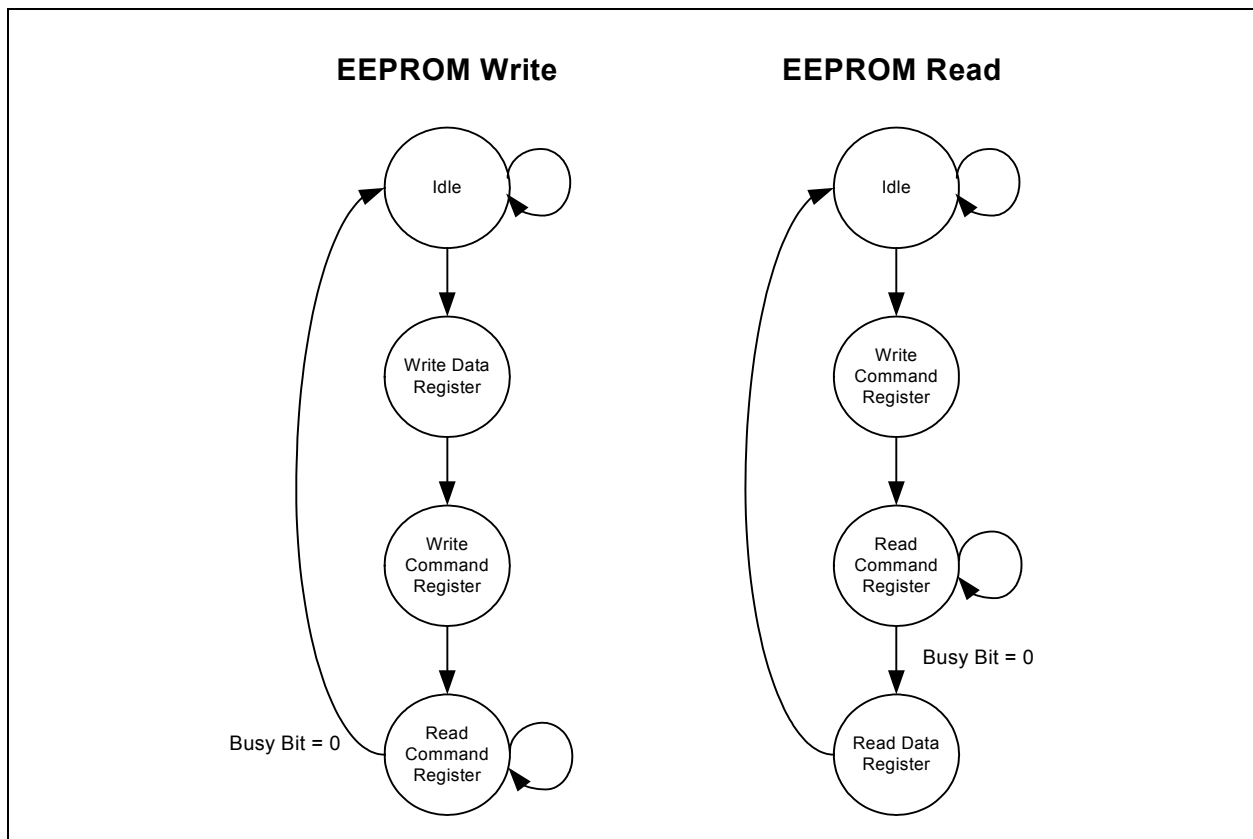 EEPROM Write
Idle
Write Data
Register
Write
Command
Register
Read
Command
Register
Busy Bit = 0
EEPROM Read
Idle
Write
Command
Register
Read
Command
Register
Busy Bit = 0
Read Data
Register